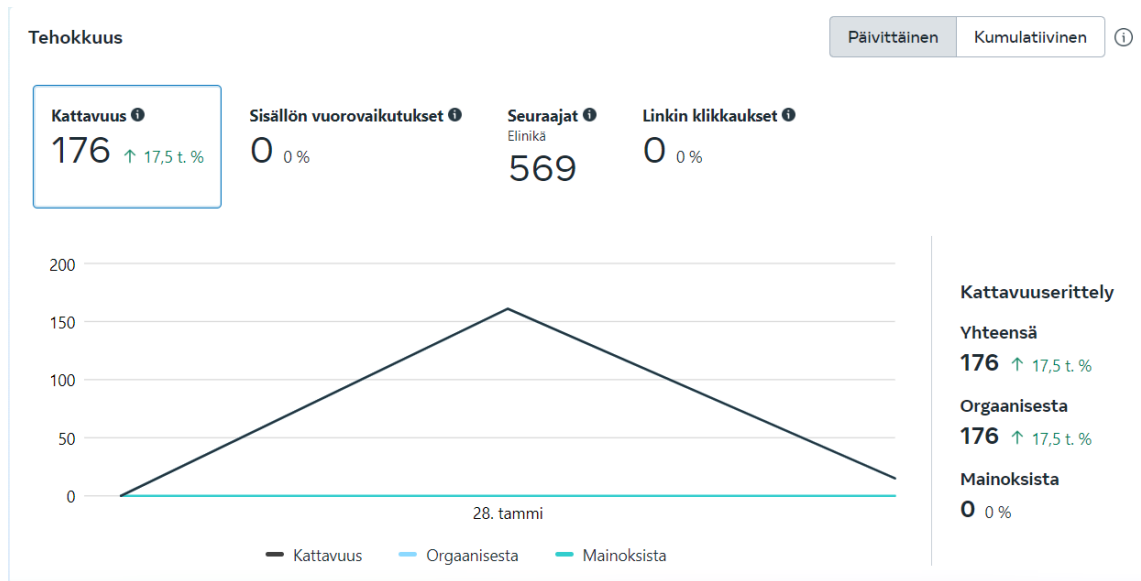 Tehokkuus
Päivittäinen
Kumulatiivinen
Kattavuus
176 ↑ 17,5 t. %
Sisällön vuorovaikutukset
0 0 %
Seuraajat
Elinikä
569
Linkin klikkaukset
0 0 %
200
150
100
50
0
28. tammi
Kattavuus
Orgaanisesta
Mainoksista
Kattavuuserittely
Yhteensä
176 ↑ 17,5 t. %
Orgaanisesta
176 ↑ 17,5 t. %
Mainoksista
0 0 %